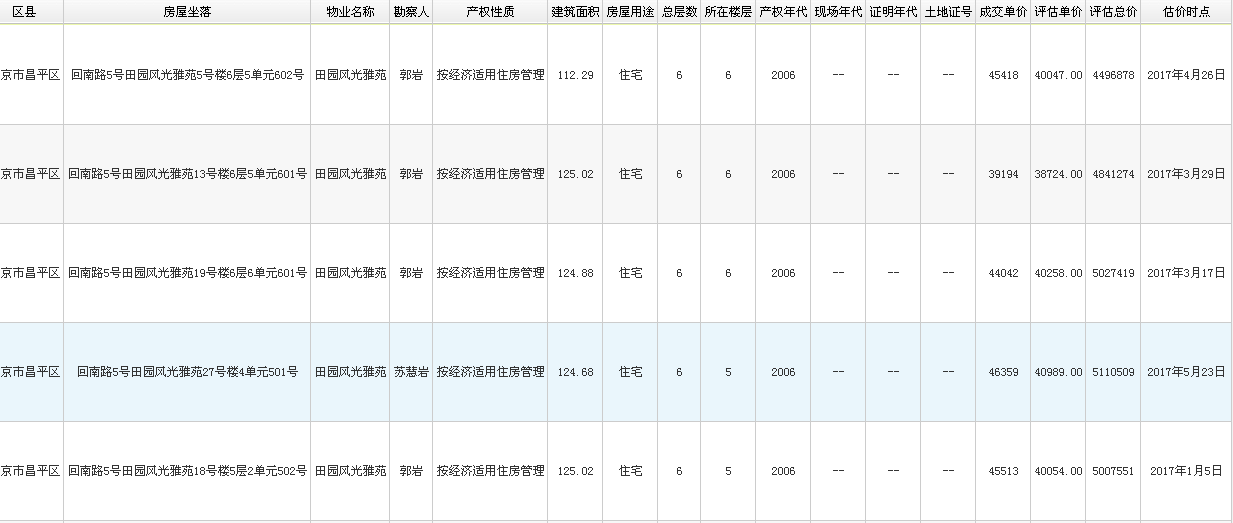 区县 房屋坐落 物业名称 勘察人 产权性质 建筑面积 房屋用途 总层数 所在楼层 产权年代 现场年代 证明年代 土地证号 成交单价 评估单价 评估总价 估价时点
京市昌平区 回南路5号田园风光雅苑5号楼6层5单元602号 田园风光雅苑 郭岩 按经济适用住房管理 112.29 住宅 6 6 2006 -- -- -- 45418 40047.00 4496878 2017年4月26日
京市昌平区 回南路5号田园风光雅苑13号楼6层5单元601号 田园风光雅苑 郭岩 按经济适用住房管理 125.02 住宅 6 6 2006 -- -- -- 39194 38724.00 4841274 2017年3月29日
京市昌平区 回南路5号田园风光雅苑19号楼6层6单元601号 田园风光雅苑 郭岩 按经济适用住房管理 124.88 住宅 6 6 2006 -- -- -- 44042 40258.00 5027419 2017年3月17日
京市昌平区 回南路5号田园风光雅苑27号楼4单元501号 田园风光雅苑 苏慧岩 按经济适用住房管理 124.68 住宅 6 5 2006 -- -- -- 46359 40989.00 5110509 2017年5月23日
京市昌平区 回南路5号田园风光雅苑18号楼5层2单元502号 田园风光雅苑 郭岩 按经济适用住房管理 125.02 住宅 6 5 2006 -- -- -- 45513 40054.00 5007551 2017年1月5日